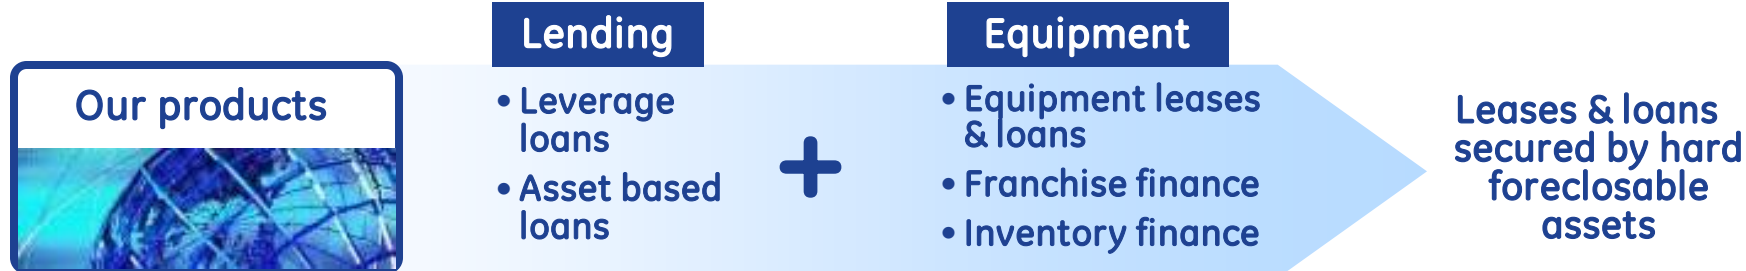 Our products
Lending
• Leverage
loans
• Asset based
loans
+
Equipment
• Equipment leases
& loans
• Franchise finance
• Inventory finance
Leases & loans
secured by hard
foreclosable
assets